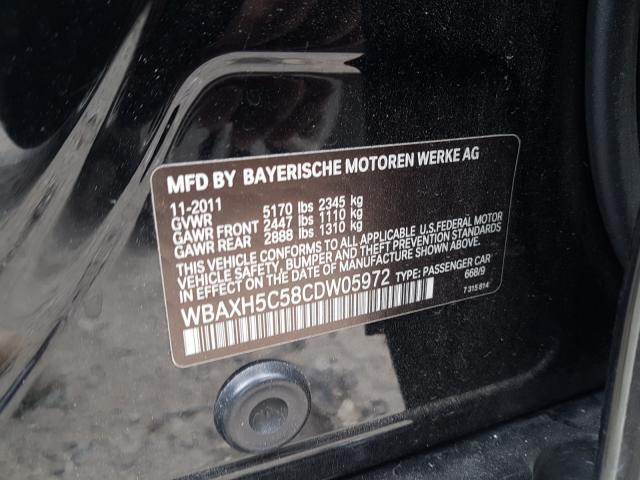 MFD BY BAYERISCHE MOTOREN WERKE AG
11-2011
GVWR 5170 lbs 2345 kg
GAWR FRONT 2447 lbs 1110 kg
GAWR REAR 2888 lbs 1310 kg
THIS VEHICLE CONFORMS TO ALL APPLICABLE U.S.FEDERAL MOTOR
VEHICLE SAFETY, BUMPER, AND THEFT PREVENTION STANDARDS
IN EFFECT ON THE DATE OF MANUFACTURE SHOWN ABOVE.
WBAXH5C58CDW05972 TYPE: PASSENGER CAR
668/9
7 315 814